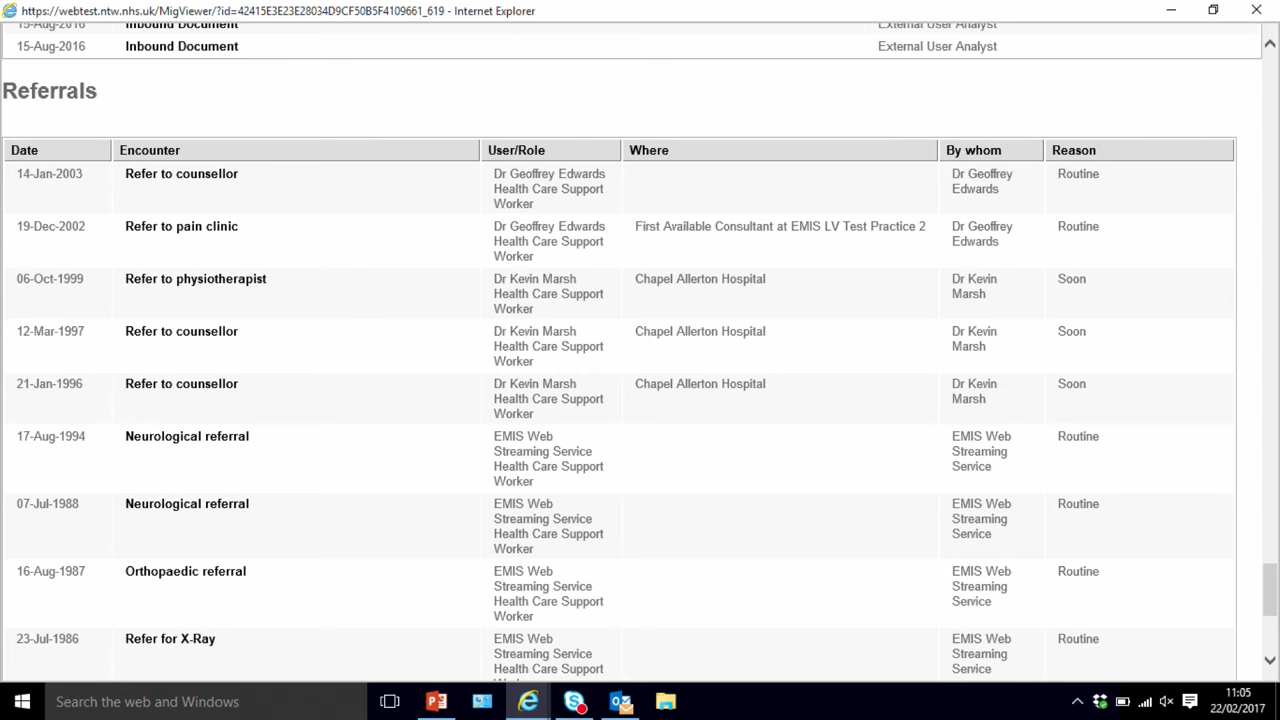 https://webtest.ntw.nhs.uk/MigViewer/?id=42415E3E23E28034D9CF50B5F4109661_619 - Internet Explorer
15-Aug-2016 Inbound Document External User Analyst
15-Aug-2016 Inbound Document External User Analyst
Referrals
Date Encounter User/Role Where By whom Reason
14-Jan-2003 Refer to counsellor Dr Geoffrey Edwards Dr Geoffrey Routine
Health Care Support Edwards
Worker
19-Dec-2002 Refer to pain clinic Dr Geoffrey Edwards First Available Consultant at EMIS LV Test Practice 2 Dr Geoffrey Routine
Health Care Support Edwards
Worker
06-Oct-1999 Refer to physiotherapist Dr Kevin Marsh Chapel Allerton Hospital Dr Kevin Soon
Health Care Support Marsh
Worker
12-Mar-1997 Refer to counsellor Dr Kevin Marsh Chapel Allerton Hospital Dr Kevin Soon
Health Care Support Marsh
Worker
21-Jan-1996 Refer to counsellor Dr Kevin Marsh Chapel Allerton Hospital Dr Kevin Soon
Health Care Support Marsh
Worker
17-Aug-1994 Neurological referral EMIS Web EMIS Web Routine
Streaming Service Streaming
Health Care Support Service
Worker
07-Jul-1988 Neurological referral EMIS Web EMIS Web Routine
Streaming Service Streaming
Health Care Support Service
Worker
16-Aug-1987 Orthopaedic referral EMIS Web EMIS Web Routine
Streaming Service Streaming
Health Care Support Service
Worker
23-Jul-1986 Refer for X-Ray EMIS Web EMIS Web Routine
Streaming Service Streaming
Health Care Support Service
Search the web and Windows
11:05
22/02/2017